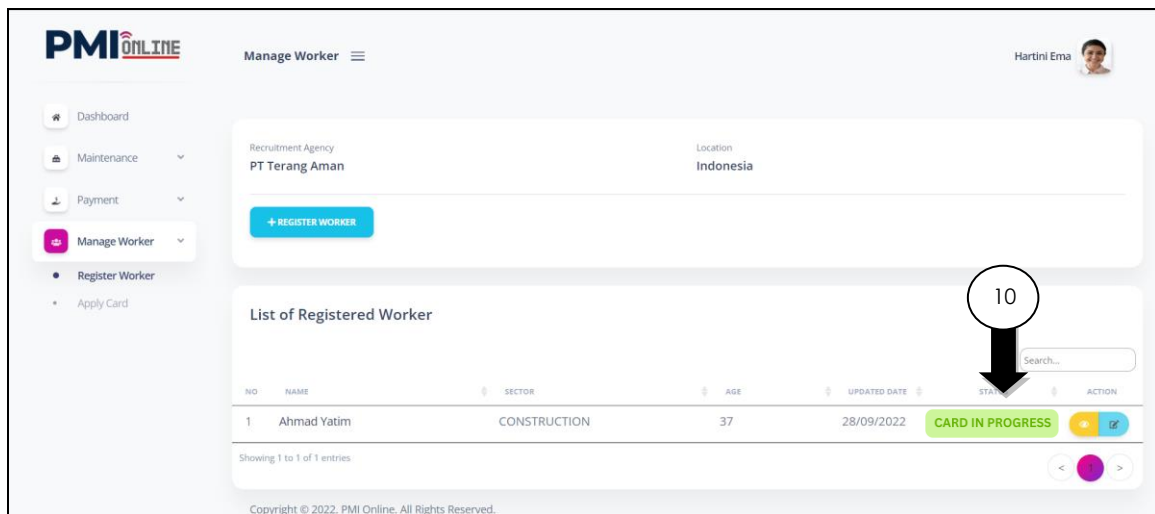 PMI ONLINE
Manage Worker
Hartini Ema
Dashboard
Maintenance
Payment
Manage Worker
Register Worker
Apply Card
Recruitment Agency
PT Terang Aman
Location
Indonesia
+ REGISTER WORKER
List of Registered Worker
10
Search...
NO NAME SECTOR AGE UPDATED DATE ACTION
1 Ahmad Yatim CONSTRUCTION 37 28/09/2022 CARD IN PROGRESS
Showing 1 to 1 of 1 entries
< 1 >
Copyright © 2022. PMI Online. All Rights Reserved.